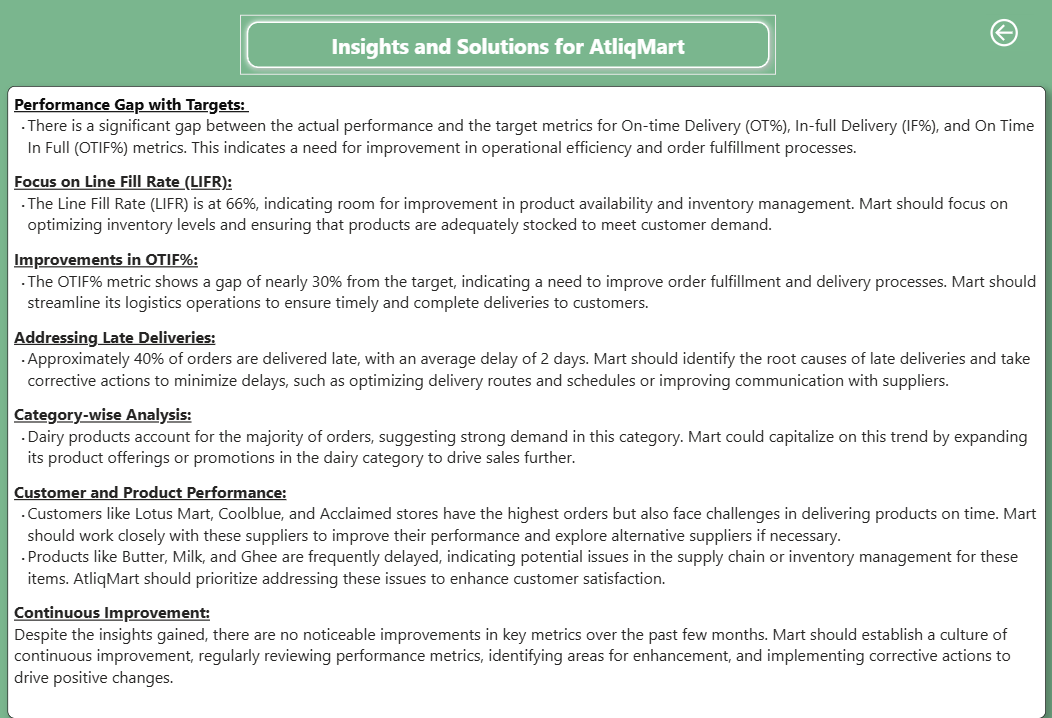 Insights and Solutions for AtliqMart
Performance Gap with Targets:
· There is a significant gap between the actual performance and the target metrics for On-time Delivery (OT%), In-full Delivery (IF%), and On Time
In Full (OTIF%) metrics. This indicates a need for improvement in operational efficiency and order fulfillment processes.
Focus on Line Fill Rate (LIFR):
· The Line Fill Rate (LIFR) is at 66%, indicating room for improvement in product availability and inventory management. Mart should focus on
optimizing inventory levels and ensuring that products are adequately stocked to meet customer demand.
Improvements in OTIF%:
· The OTIF% metric shows a gap of nearly 30% from the target, indicating a need to improve order fulfillment and delivery processes. Mart should
streamline its logistics operations to ensure timely and complete deliveries to customers.
Addressing Late Deliveries:
· Approximately 40% of orders are delivered late, with an average delay of 2 days. Mart should identify the root causes of late deliveries and take
corrective actions to minimize delays, such as optimizing delivery routes and schedules or improving communication with suppliers.
Category-wise Analysis:
· Dairy products account for the majority of orders, suggesting strong demand in this category. Mart could capitalize on this trend by expanding
its product offerings or promotions in the dairy category to drive sales further.
Customer and Product Performance:
· Customers like Lotus Mart, Coolblue, and Acclaimed stores have the highest orders but also face challenges in delivering products on time. Mart
should work closely with these suppliers to improve their performance and explore alternative suppliers if necessary.
· Products like Butter, Milk, and Ghee are frequently delayed, indicating potential issues in the supply chain or inventory management for these
items. AtliqMart should prioritize addressing these issues to enhance customer satisfaction.
Continuous Improvement:
Despite the insights gained, there are no noticeable improvements in key metrics over the past few months. Mart should establish a culture of
continuous improvement, regularly reviewing performance metrics, identifying areas for enhancement, and implementing corrective actions to
drive positive changes.